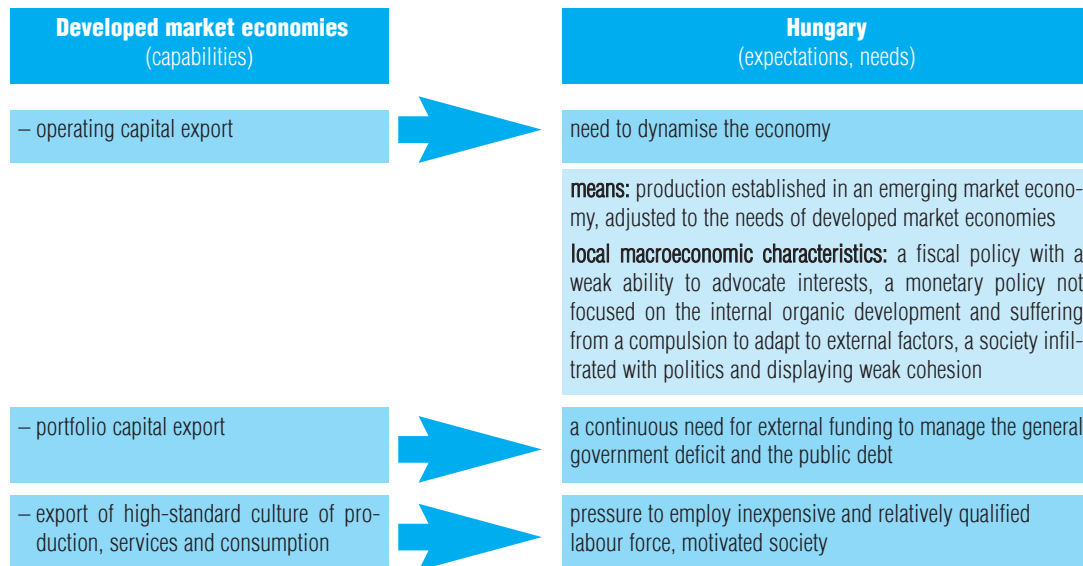 Developed market economies
(capabilities)
Hungary
(expectations, needs)
– operating capital export
need to dynamise the economy
means: production established in an emerging market econo-
my, adjusted to the needs of developed market economies
local macroeconomic characteristics: a fiscal policy with a
weak ability to advocate interests, a monetary policy not
focused on the internal organic development and suffering
from a compulsion to adapt to external factors, a society infil-
trated with politics and displaying weak cohesion
– portfolio capital export
a continuous need for external funding to manage the general
government deficit and the public debt
– export of high-standard culture of pro-
duction, services and consumption
pressure to employ inexpensive and relatively qualified
labour force, motivated society